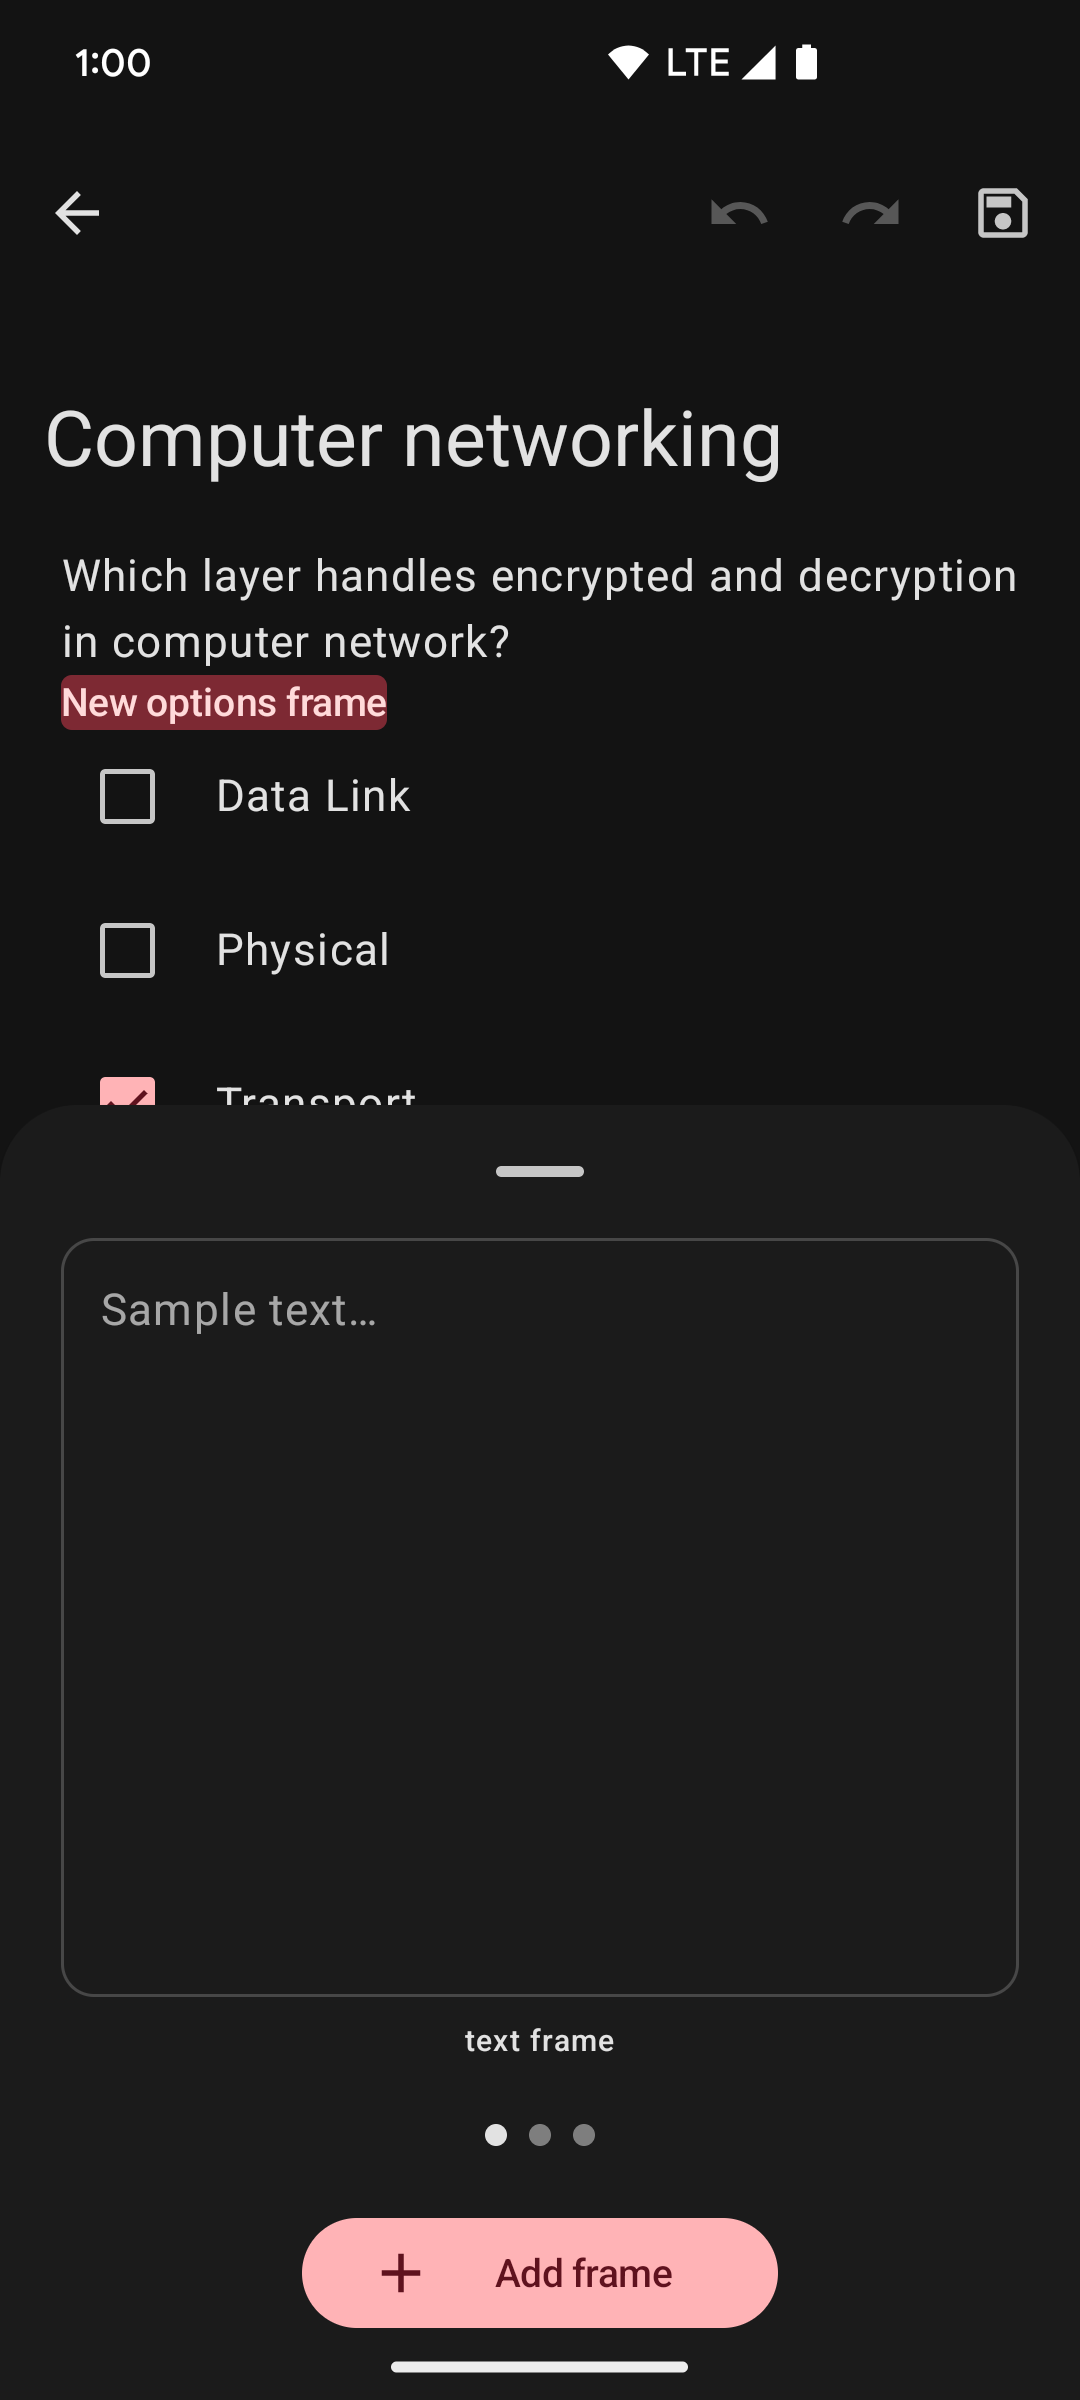 1:00
LTE
Computer networking
Which layer handles encrypted and decryption
in computer network?
New options frame
Data Link
Physical
Transport
Sample text...
text frame
Add frame